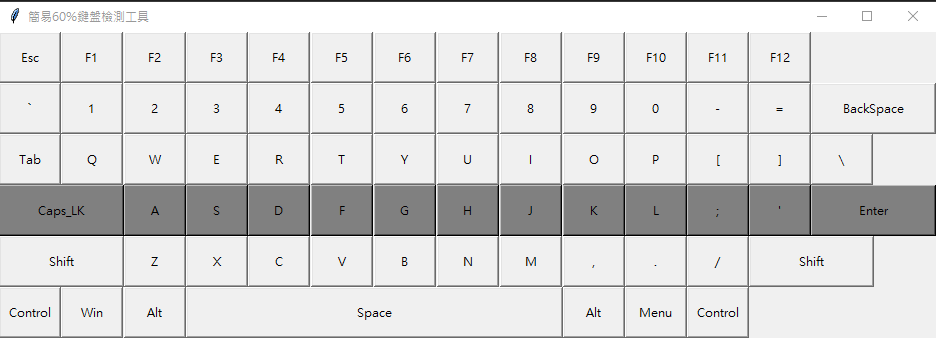 簡易60%鍵盤檢測工具
Esc F1 F2 F3 F4 F5 F6 F7 F8 F9 F10 F11 F12
` 1 2 3 4 5 6 7 8 9 0 - = BackSpace
Tab Q W E R T Y U I O P [ ] \
Caps_LK A S D F G H J K L ; ' Enter
Shift Z X C V B N M , . / Shift
Control Win Alt Space Alt Menu Control